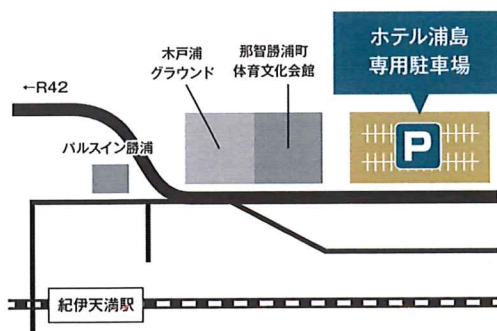 木戸浦
グラウンド
那智勝浦町
体育文化会館
ホテル浦島
専用駐車場
←R42
P
パルスイン勝浦
紀伊天満駅